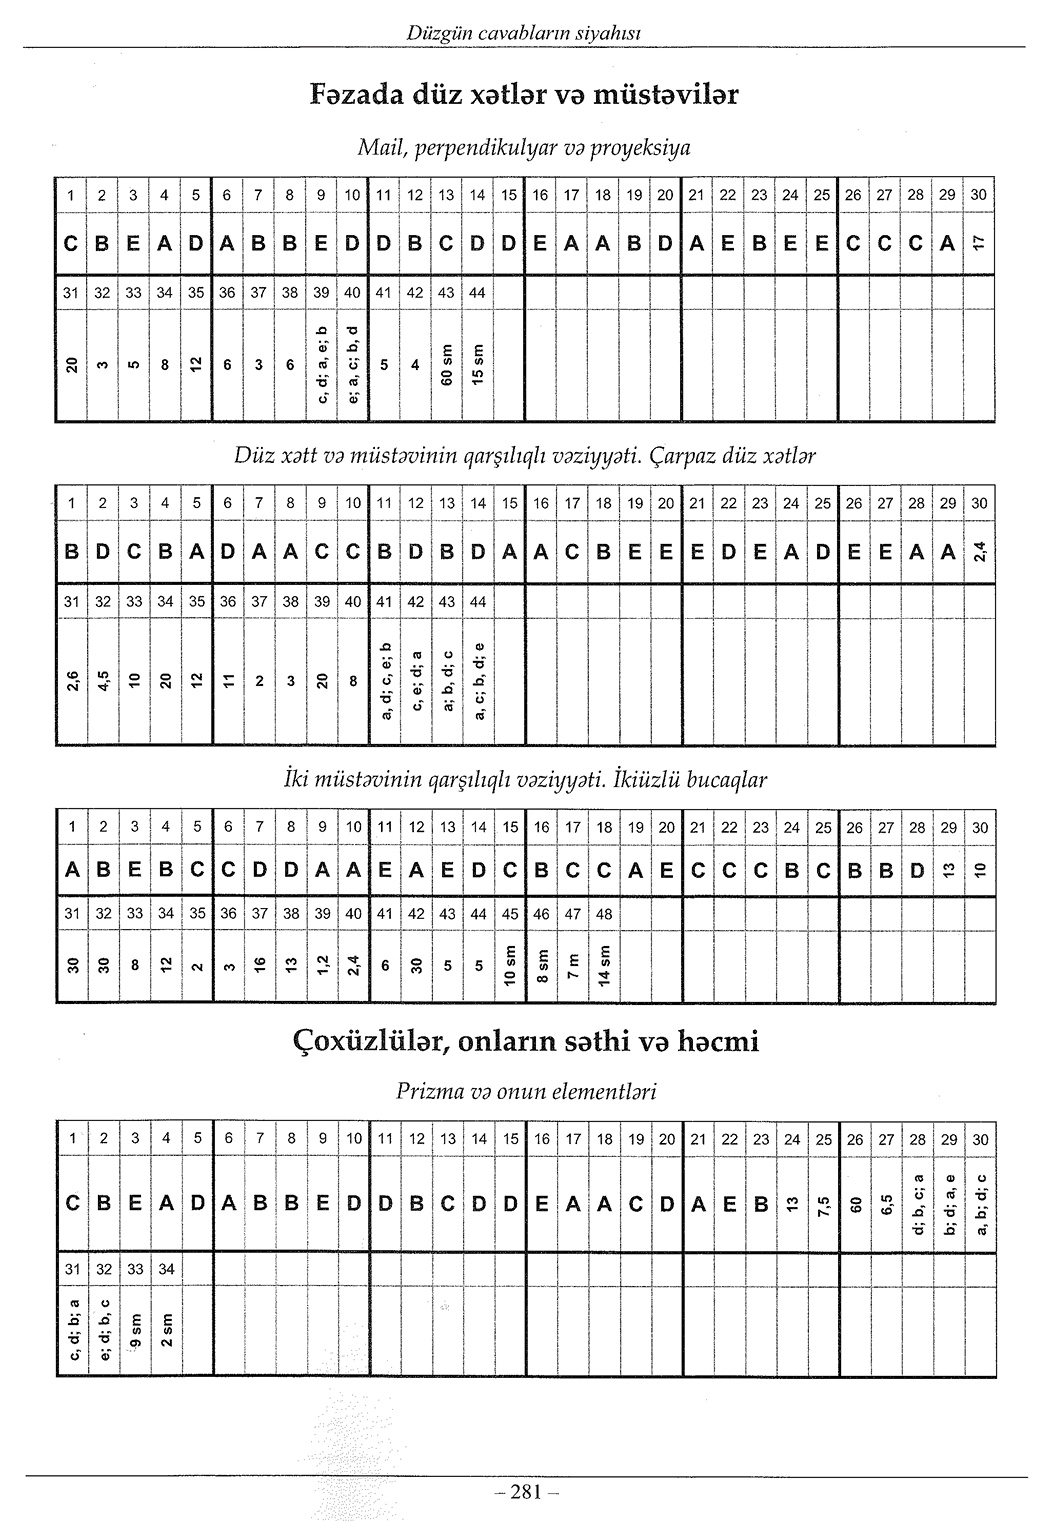 Düzgün cavabların siyahısı
Fəzada düz xətlər və müstəvilər
Mail, perpendikulyar və proyeksiya
1 2 3 4 5 6 7 8 9 10 11 12 13 14 15 16 17 18 19 20 21 22 23 24 25 26 27 28 29 30
C B E A D A B B E D D B C D D E A A B D A E B E E C C C A 17
31 32 33 34 35 36 37 38 39 40 41 42 43 44
20 3 5 8 12 6 3 6 c, d; a, e; b e; a, c; b, d 5 4 60 sm 15 sm
Düz xətt və müstəvinin qarşılıqlı vəziyyəti. Çarpaz düz xətlər
1 2 3 4 5 6 7 8 9 10 11 12 13 14 15 16 17 18 19 20 21 22 23 24 25 26 27 28 29 30
B D C B A D A A C C B D B D A A C B E E E D E A D E E A A 2,4
31 32 33 34 35 36 37 38 39 40 41 42 43 44
2,6 4,5 10 20 12 11 2 3 20 8 a, d; c, e; b c, e; d; a a; b, d; c a, c; b, d; e
İki müstəvinin qarşılıqlı vəziyyəti. İkiüzlü bucaqlar
1 2 3 4 5 6 7 8 9 10 11 12 13 14 15 16 17 18 19 20 21 22 23 24 25 26 27 28 29 30
A B E B C C D D A A E A E D C B C C A E C C C B C B B D 13 10
31 32 33 34 35 36 37 38 39 40 41 42 43 44 45 46 47 48
30 30 8 12 2 3 16 13 1,2 2,4 6 30 5 5 10 sm 8 sm 7 m 14 sm
Çoxüzlülər, onların səthi və həcmi
Prizma və onun elementləri
1 2 3 4 5 6 7 8 9 10 11 12 13 14 15 16 17 18 19 20 21 22 23 24 25 26 27 28 29 30
C B E A D A B B E D D B C D D E A A C D A E B 13 7,5 60 6,5 d; b, c; a b; d; a, e a, b; d; c
31 32 33 34
c, d; b; a e; d; b, c 9 sm 2 sm
– 281 –